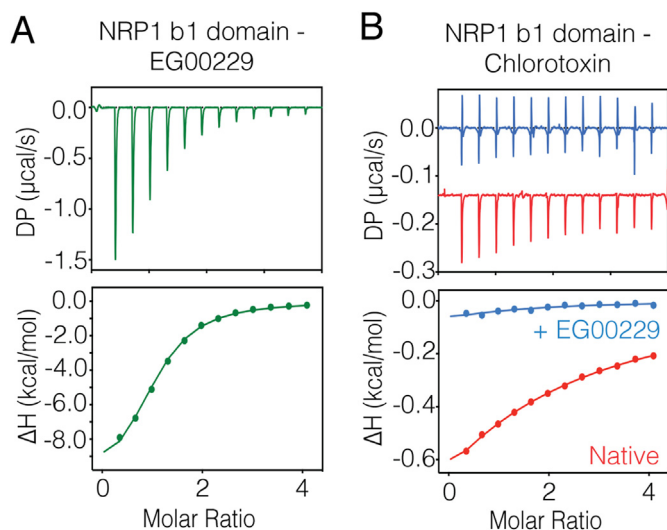 A
NRP1 b1 domain -
EG00229
0.0
-0.5
-1.0
-1.5
DP (µcal/s)
0.0
-2.0
-4.0
-6.0
-8.0
ΔH (kcal/mol)
0
2
4
Molar Ratio
B
NRP1 b1 domain -
Chlorotoxin
0.0
-0.1
-0.2
-0.3
DP (µcal/s)
-0.0
-0.2
-0.4
-0.6
ΔH (kcal/mol)
+ EG00229
Native
0
2
4
Molar Ratio